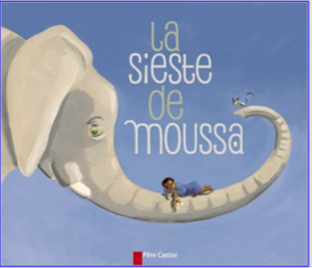 la
sieste
de
moussa
Père Castor